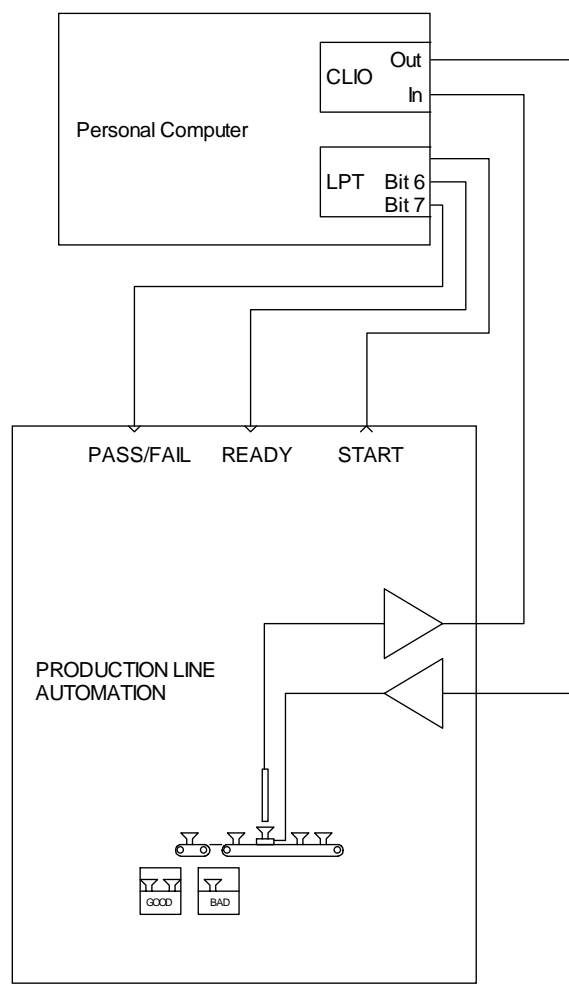 Out
CLIO
In
Personal Computer
LPT Bit 6
Bit 7
PASS/FAIL READY START
PRODUCTION LINE
AUTOMATION
GOOD BAD